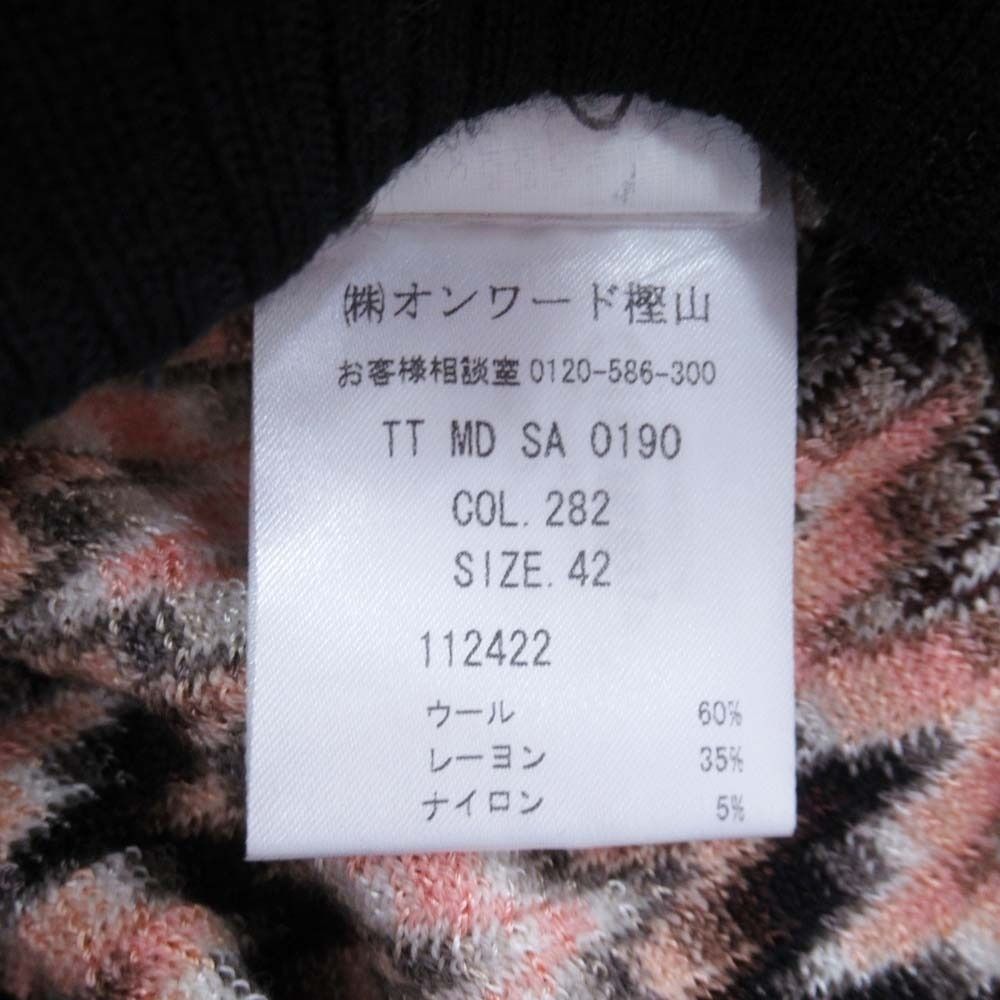 ㈱オンワード樫山
お客様相談室 0120-586-300
TT MD SA 0190
COL. 282
SIZE. 42
112422
ウール 60%
レーヨン 35%
ナイロン 5%